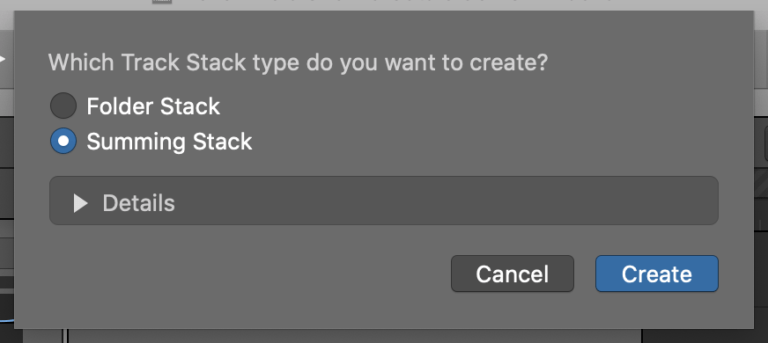 Which Track Stack type do you want to create?
Folder Stack
Summing Stack
Details
Cancel
Create